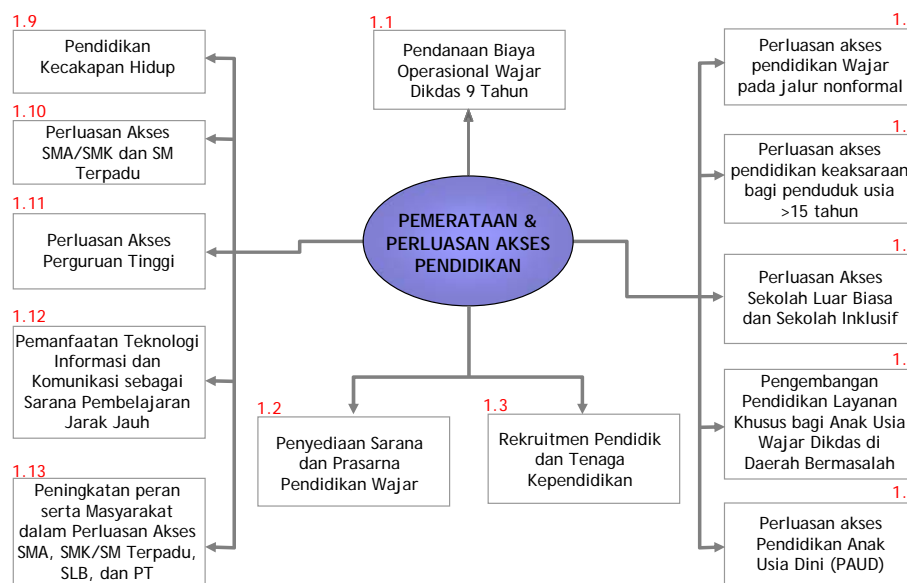 1.9
Pendidikan
Kecakapan Hidup
1.10
Perluasan Akses
SMA/SMK dan SM
Terpadu
1.11
Perluasan Akses
Perguruan Tinggi
1.12
Pemanfaatan Teknologi
Informasi dan
Komunikasi sebagai
Sarana Pembelajaran
Jarak Jauh
1.13
Peningkatan peran
serta Masyarakat
dalam Perluasan Akses
SMA, SMK/SM Terpadu,
SLB, dan PT
1.1
Pendanaan Biaya
Operasional Wajar
Dikdas 9 Tahun
PEMERATAAN &
PERLUASAN AKSES
PENDIDIKAN
1.2
Penyediaan Sarana
dan Prasarna
Pendidikan Wajar
1.3
Rekruitmen Pendidik
dan Tenaga
Kependidikan
1.
Perluasan akses
pendidikan Wajar
pada jalur nonformal
1.
Perluasan akses
pendidikan keaksaraan
bagi penduduk usia
>15 tahun
1.
Perluasan Akses
Sekolah Luar Biasa
dan Sekolah Inklusif
1.
Pengembangan
Pendidikan Layanan
Khusus bagi Anak Usia
Wajar Dikdas di
Daerah Bermasalah
1.
Perluasan akses
Pendidikan Anak
Usia Dini (PAUD)